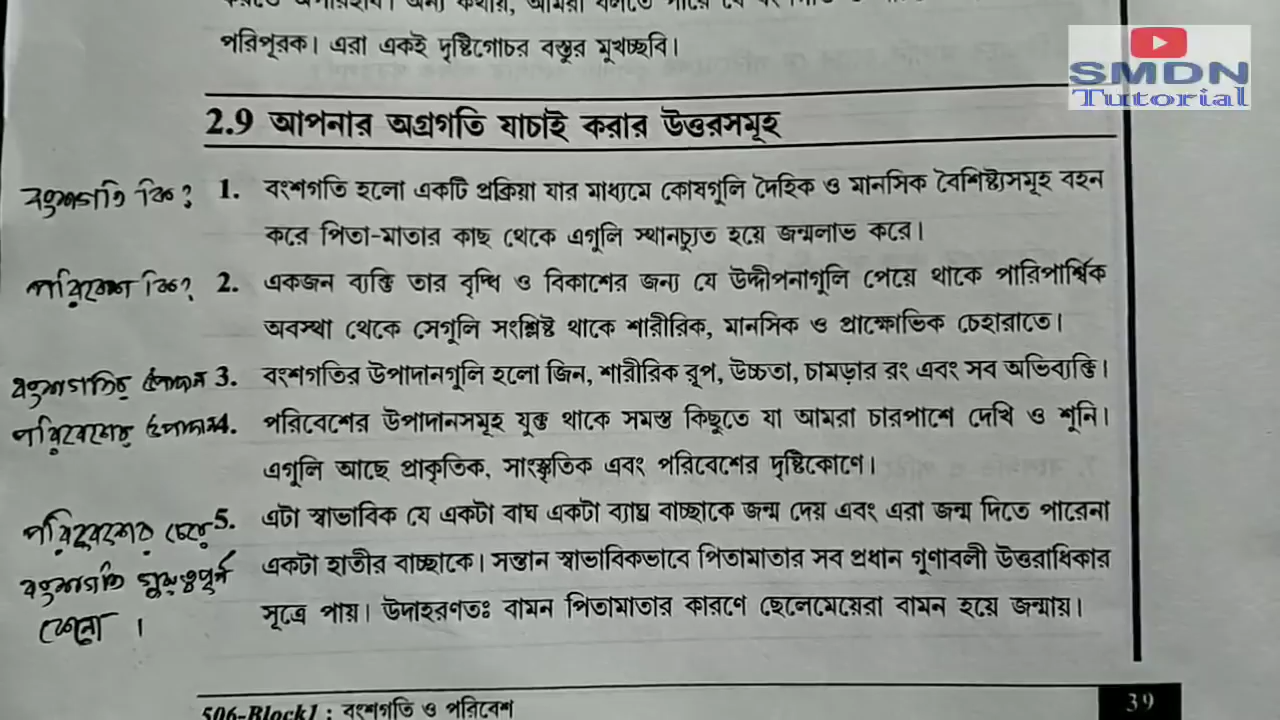 পরিপূরক। এরা একই দৃষ্টিগোচর বস্তুর মুখচ্ছবি।
SMDN
Tutorial
2.9 আপনার অগ্রগতি যাচাই করার উত্তরসমূহ
বংশগতি কি? 1. বংশগতি হলো একটি প্রক্রিয়া যার মাধ্যমে কোষগুলি দৈহিক ও মানসিক বৈশিষ্ট্যসমূহ বহন
করে পিতা-মাতার কাছ থেকে এগুলি স্থানচ্যুত হয়ে জন্মলাভ করে।
পরিবেশ কি? 2. একজন ব্যক্তি তার বৃদ্ধি ও বিকাশের জন্য যে উদ্দীপনাগুলি পেয়ে থাকে পারিপার্শ্বিক
অবস্থা থেকে সেগুলি সংশ্লিষ্ট থাকে শারীরিক, মানসিক ও প্রাক্ষোভিক চেহারাতে।
বংশগতির উপাদান 3. বংশগতির উপাদানগুলি হলো জিন, শারীরিক রূপ, উচ্চতা, চামড়ার রং এবং সব অভিব্যক্তি।
পরিবেশের উপাদান 4. পরিবেশের উপাদানসমূহ যুক্ত থাকে সমস্ত কিছুতে যা আমরা চারপাশে দেখি ও শুনি।
এগুলি আছে প্রাকৃতিক, সাংস্কৃতিক এবং পরিবেশের দৃষ্টিকোণে।
পরিবেশের চেয়ে 5. এটা স্বাভাবিক যে একটা বাঘ একটা ব্যাঘ্র বাচ্ছাকে জন্ম দেয় এবং এরা জন্ম দিতে পারেনা
বংশগতি গুরুত্বপূর্ণ একটা হাতীর বাচ্ছাকে। সন্তান স্বাভাবিকভাবে পিতামাতার সব প্রধান গুণাবলী উত্তরাধিকার
কেনো । সূত্রে পায়। উদাহরণতঃ বামন পিতামাতার কারণে ছেলেমেয়েরা বামন হয়ে জন্মায়।
506-Block1 : বংশগতি ও পরিবেশ
39